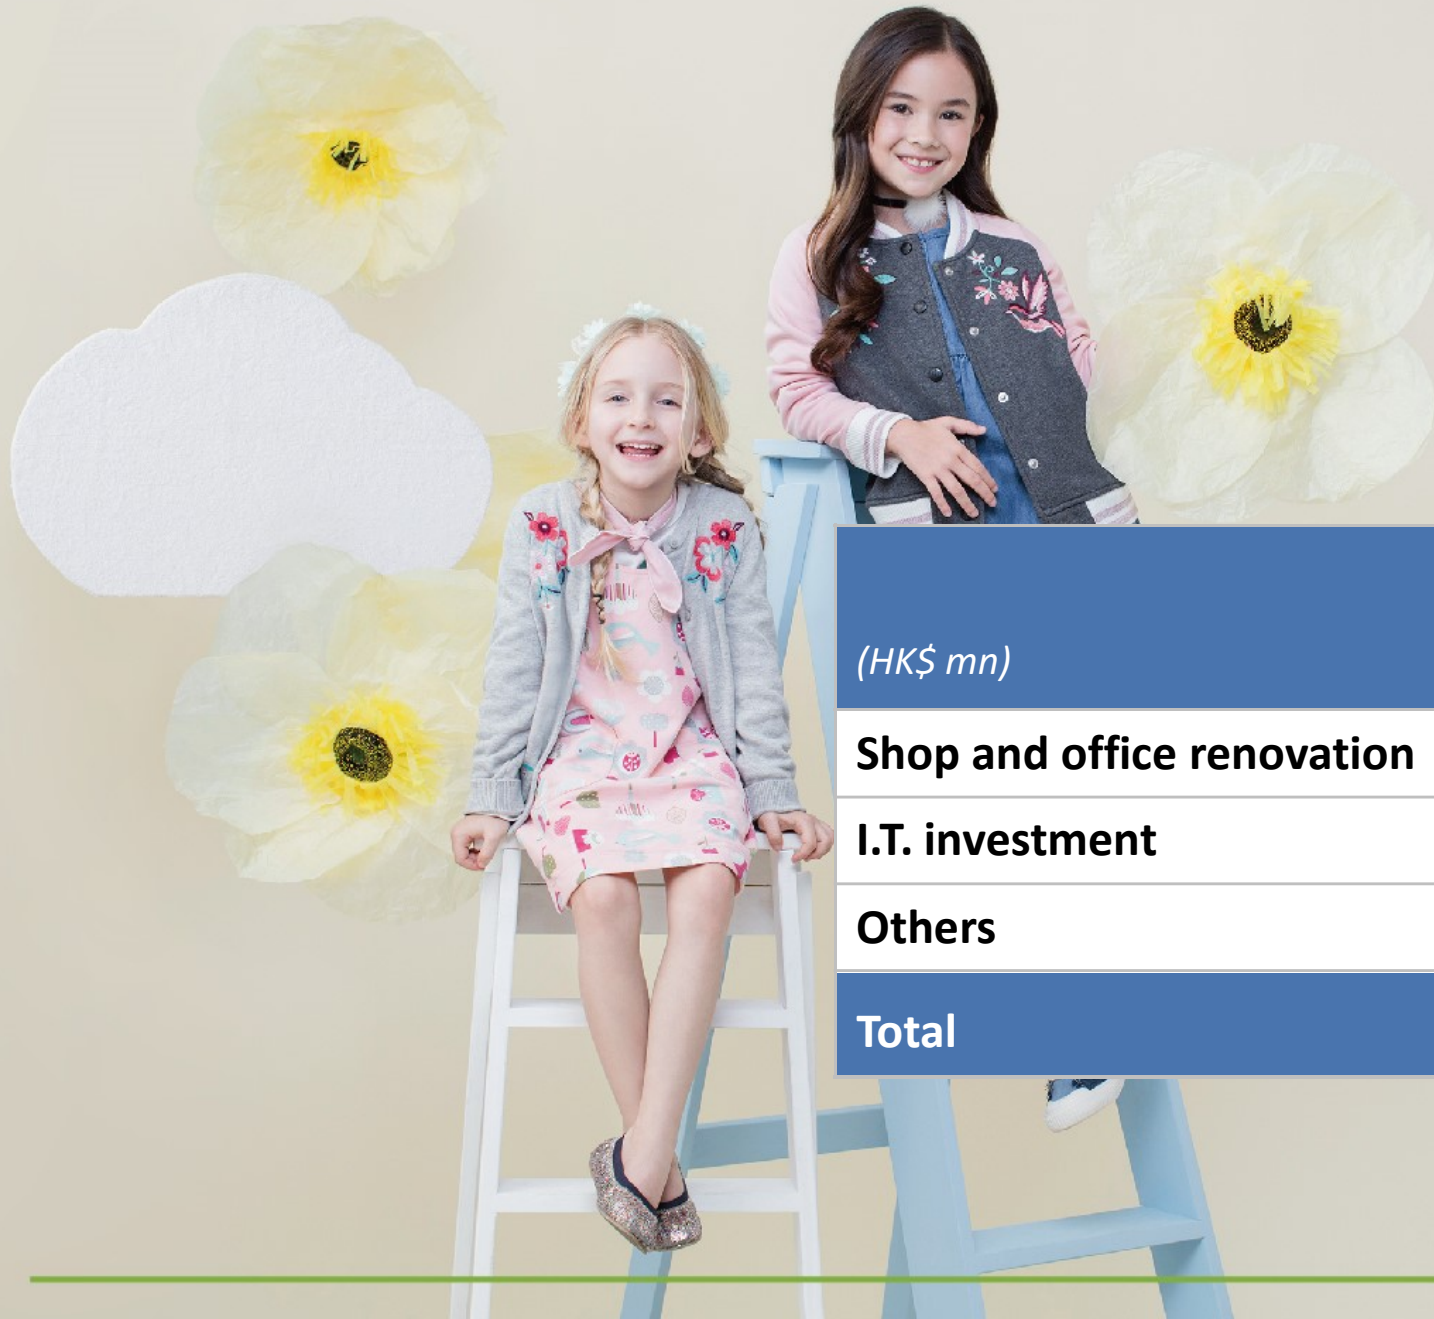 (HK$ mn)
Shop and office renovation
I.T. investment
Others
Total